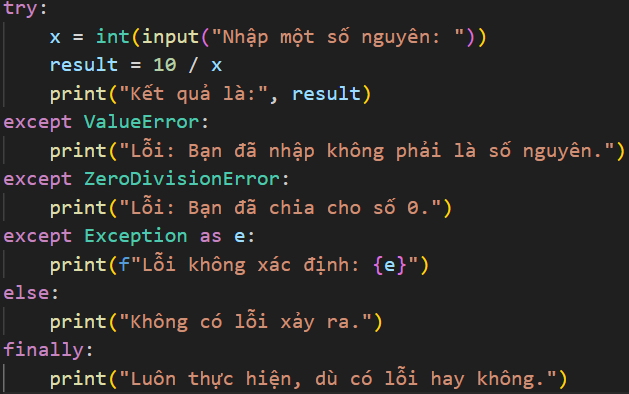 try:
    x = int(input("Nhập một số nguyên: "))
    result = 10 / x
    print("Kết quả là:", result)
except ValueError:
    print("Lỗi: Bạn đã nhập không phải là số nguyên.")
except ZeroDivisionError:
    print("Lỗi: Bạn đã chia cho số 0.")
except Exception as e:
    print(f"Lỗi không xác định: {e}")
else:
    print("Không có lỗi xảy ra.")
finally:
    print("Luôn thực hiện, dù có lỗi hay không.")